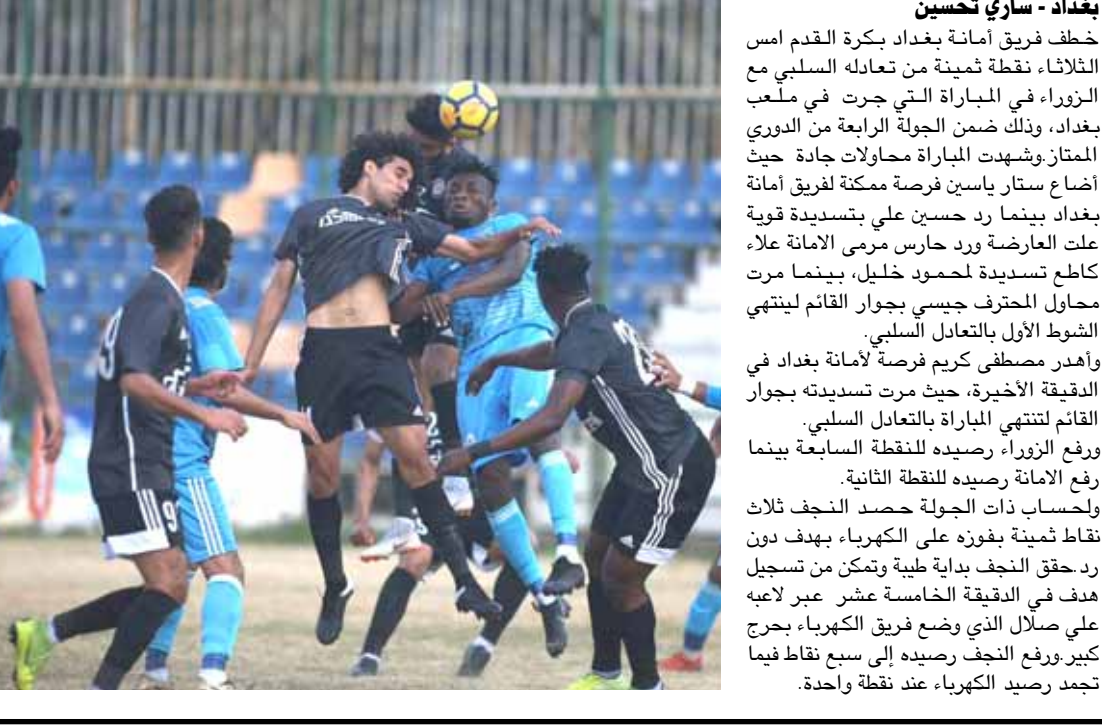 بغداد - ساري تحسين
خطف فريق أمانة بغداد بكرة القدم امس
الثلاثاء نقطة ثمينة من تعادله السلبي مع
الزوراء في المباراة التي جرت في ملعب
بغداد، وذلك ضمن الجولة الرابعة من الدوري
الممتاز.وشهدت المباراة محاولات جادة حيث
أضاع ستار ياسين فرصة ممكنة لفريق أمانة
بغداد بينما رد حسين علي بتسديدة قوية
علت العارضة ورد حارس مرمى الامانة علاء
كاطع تسديدة لمحمود خليل، بينما مرت
محاول المحترف جيسي بجوار القائم لينتهي
الشوط الأول بالتعادل السلبي.
وأهدر مصطفى كريم فرصة لأمانة بغداد في
الدقيقة الأخيرة، حيث مرت تسديدته بجوار
القائم لتنتهي المباراة بالتعادل السلبي.
ورفع الزوراء رصيده للنقطة السابعة بينما
رفع الامانة رصيده للنقطة الثانية.
ولحساب ذات الجولة حصد النجف ثلاث
نقاط ثمينة بفوزه على الكهرباء بهدف دون
رد.حقق النجف بداية طيبة وتمكن من تسجيل
هدف في الدقيقة الخامسة عشر عبر لاعبه
علي صلال الذي وضع فريق الكهرباء بحرج
كبير.ورفع النجف رصيده إلى سبع نقاط فيما
تجمد رصيد الكهرباء عند نقطة واحدة.
9
9